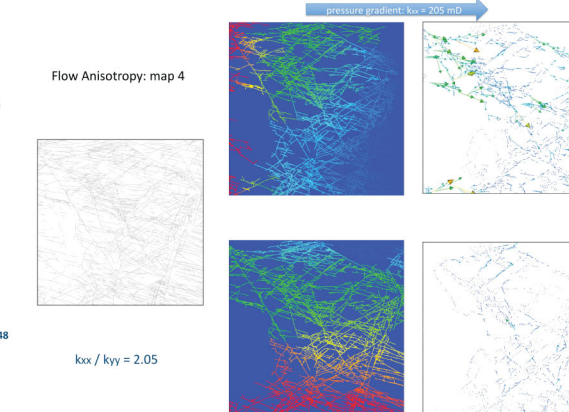 pressure gradient: kxx = 205 mD
Flow Anisotropy: map 4
48
kxx / kyy = 2.05